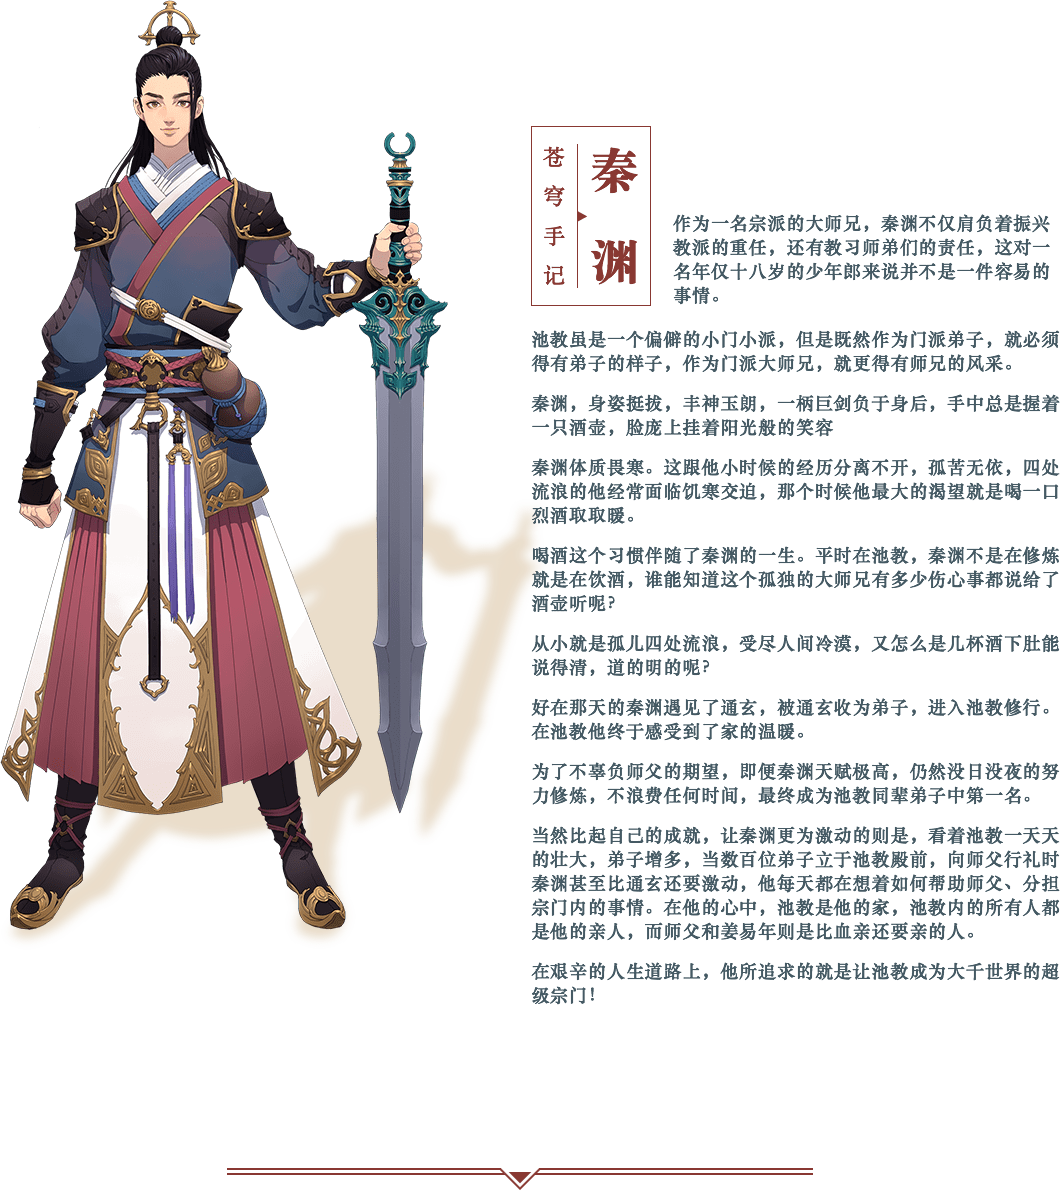 秦渊
苍穹手记
作为一名宗派的大师兄，秦渊不仅肩负着振兴
教派的重任，还有教习师弟们的责任，这对一
名年仅十八岁的少年郎来说并不是一件容易的
事情。
池教虽是一个偏僻的小门小派，但是既然作为门派弟子，就必须
得有弟子的样子，作为门派大师兄，就更得有师兄的风采。
秦渊，身姿挺拔，丰神玉朗，一柄巨剑负于身后，手中总是握着
一只酒壶，脸庞上挂着阳光般的笑容
秦渊体质畏寒。这跟他小时候的经历分离不开，孤苦无依，四处
流浪的他经常面临饥寒交迫，那个时候他最大的渴望就是喝一口
烈酒取取暖。
喝酒这个习惯伴随了秦渊的一生。平时在池教，秦渊不是在修炼
就是在饮酒，谁能知道这个孤独的大师兄有多少伤心事都说给了
酒壶听呢？
从小就是孤儿四处流浪，受尽人间冷漠，又怎么是几杯酒下肚能
说得清，道的明的呢？
好在那天的秦渊遇见了通玄，被通玄收为弟子，进入池教修行。
在池教他终于感受到了家的温暖。
为了不辜负师父的期望，即便秦渊天赋极高，仍然没日没夜的努
力修炼，不浪费任何时间，最终成为池教同辈弟子中第一名。
当然比起自己的成就，让秦渊更为激动的则是，看着池教一天天
的壮大，弟子增多，当数百位弟子立于池教殿前，向师父行礼时
秦渊甚至比通玄还要激动，他每天都在想着如何帮助师父、分担
宗门内的事情。在他的心中，池教是他的家，池教内的所有人都
是他的亲人，而师父和姜易年则是比血亲还要亲的人。
在艰辛的人生道路上，他所追求的就是让池教成为大千世界的超
级宗门！